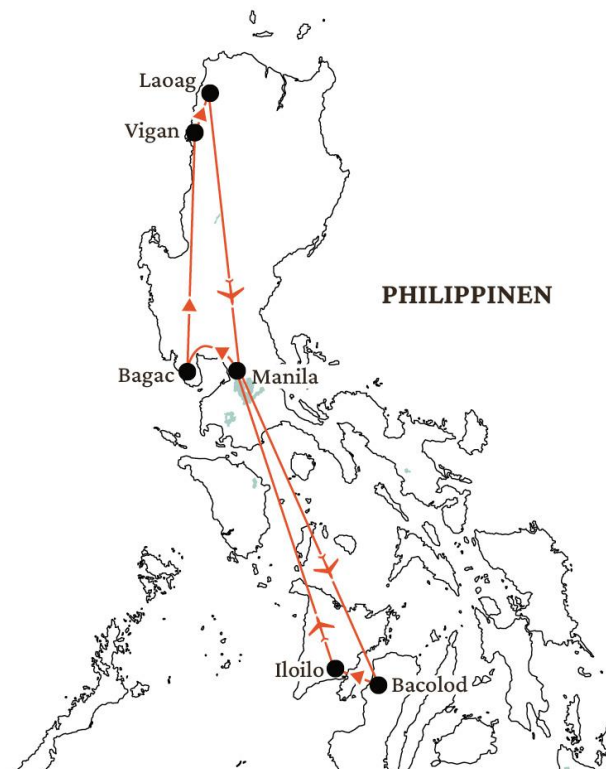 Laoag
Vigan
PHILIPPINEN
Bagac
Manila
Iloilo
Bacolod